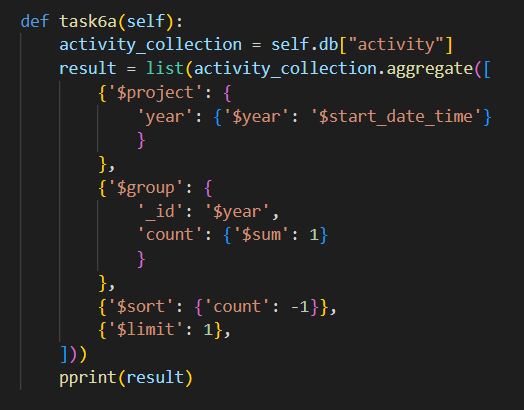 def task6a(self):
    activity_collection = self.db["activity"]
    result = list(activity_collection.aggregate([
        {'$project': {
            'year': {'$year': '$start_date_time'}
            }
        },
        {'$group': {
            '_id': '$year',
            'count': {'$sum': 1}
            }
        },
        {'$sort': {'count': -1}},
        {'$limit': 1},
    ]))
    pprint(result)